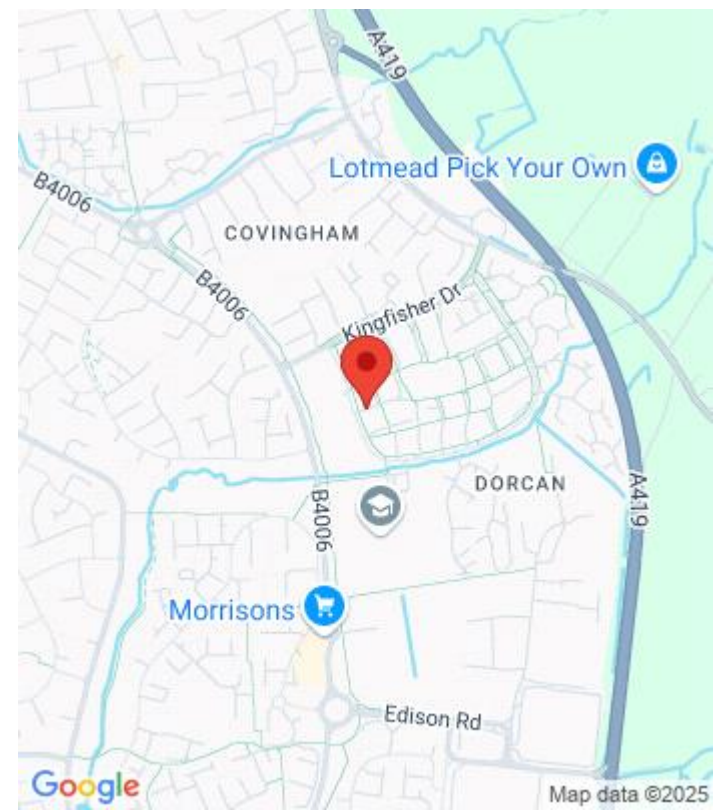 A419
Lotmead Pick Your Own
B4006
COVINGHAM
B4006
Kingfisher Dr
DORCAN
A419
B4006
Morrisons
Edison Rd
Google
Map data ©2025